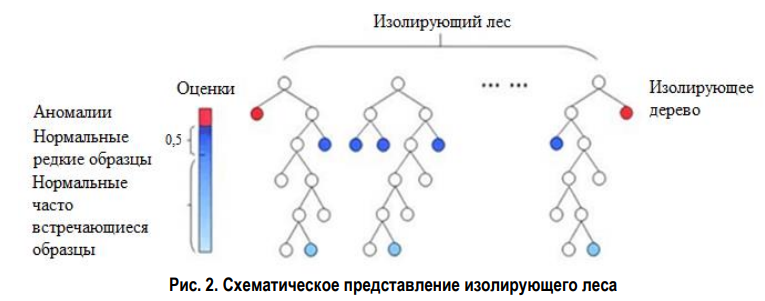 Изолирующий лес
Оценки
Изолирующее
дерево
Аномалии
Нормальные
редкие образцы
0,5
Нормальные
часто
встречающиеся
образцы
... ...
Рис. 2. Схематическое представление изолирующего леса